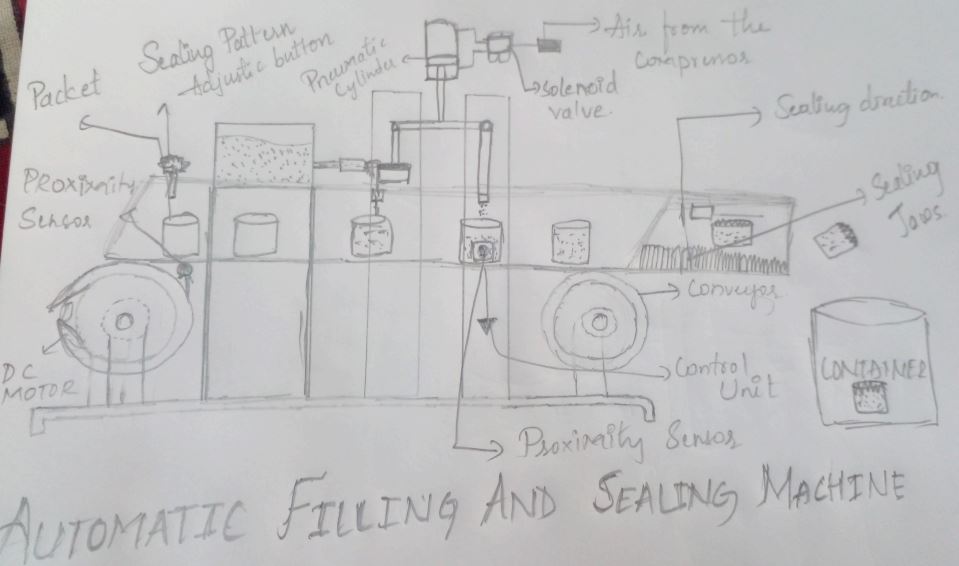 Packet
Sealing Pattern
Adjustic button
Pneumatic
Cylinder
Air from the
compressor
solenoid
valve.
Sealing direction.
Sealing
Jaws.
PROXIMITY
Sensor
Conveyor
DC
MOTOR
Control
Unit
CONTAINER
Proximity Sensor
AUTOMATIC FILLING AND SEALING MACHINE